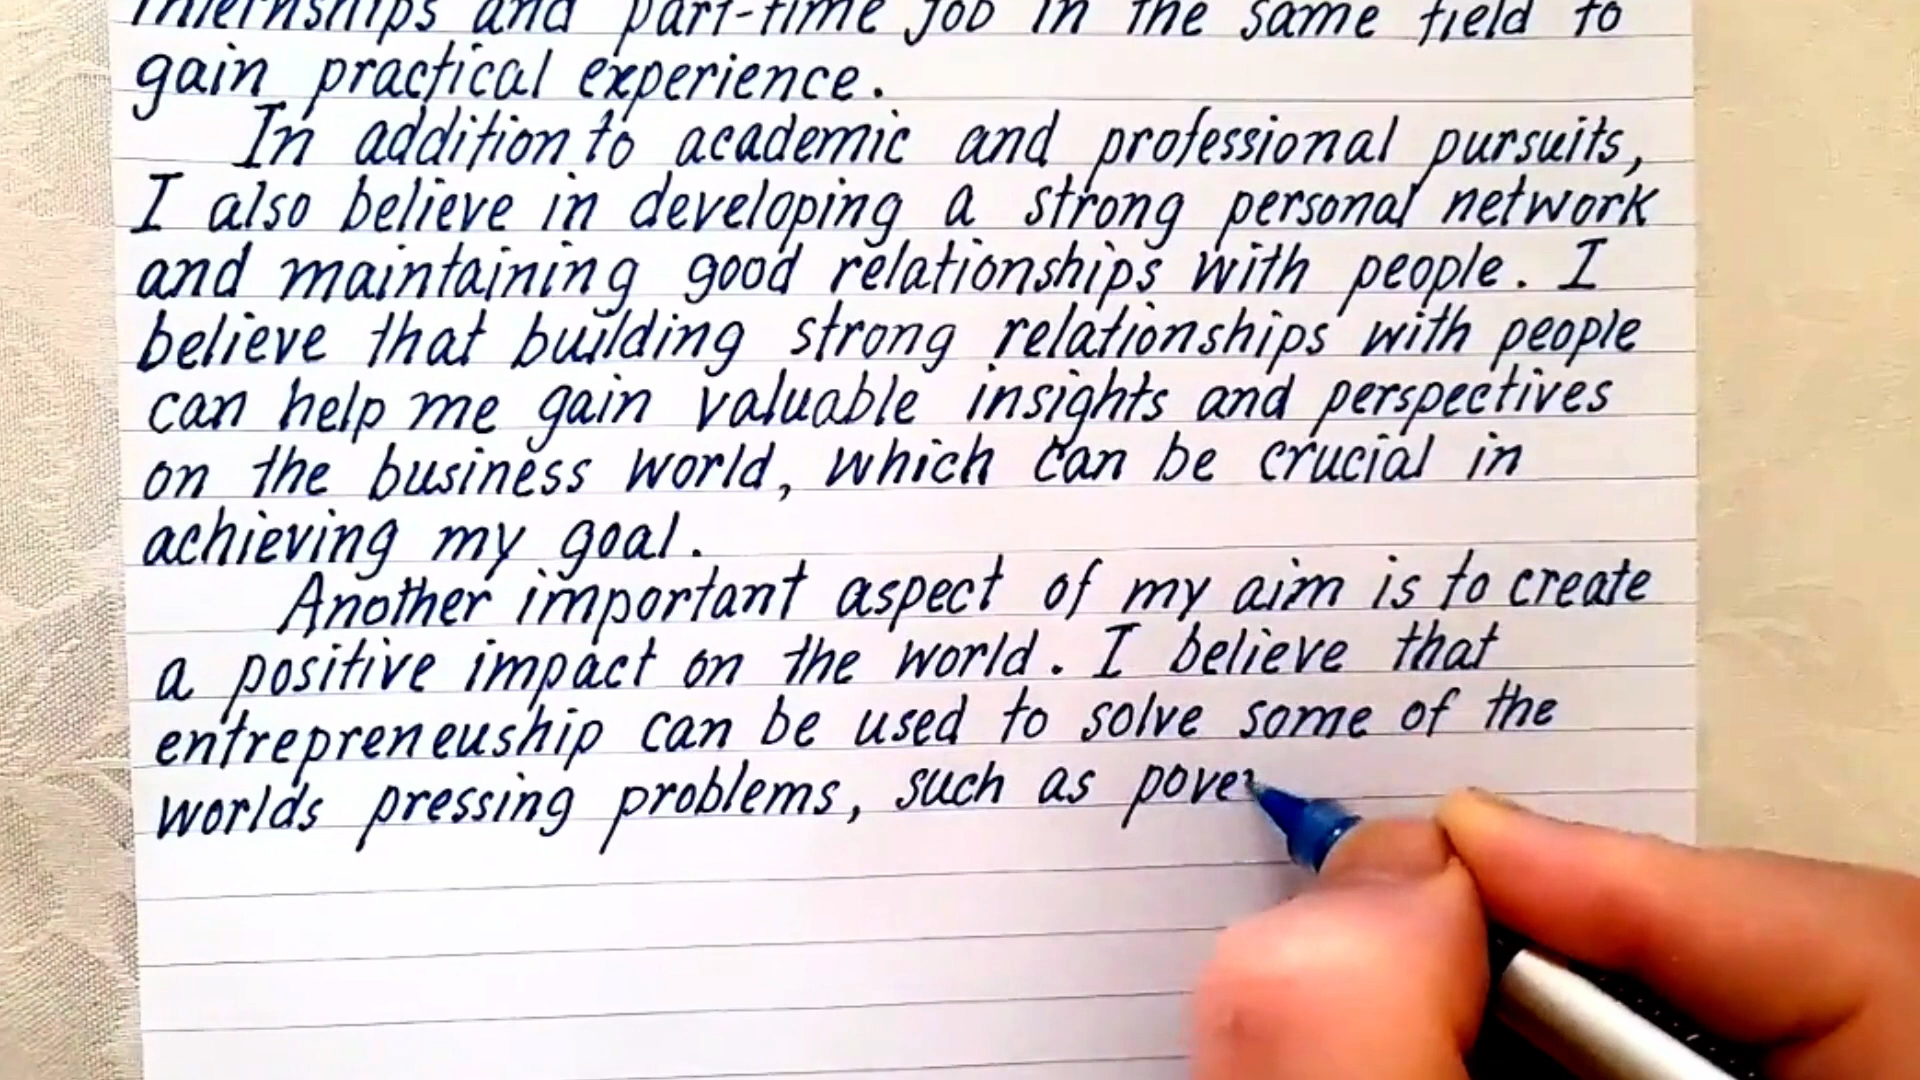 internships and part-time job in the same field to
gain practical experience.
In addition to academic and professional pursuits,
I also believe in developing a strong personal network
and maintaining good relationships with people. I
believe that building strong relationships with people
can help me gain valuable insights and perspectives
on the business world, which can be crucial in
achieving my goal.
Another important aspect of my aim is to create
a positive impact on the world. I believe that
entrepreneuship can be used to solve some of the
worlds pressing problems, such as pover